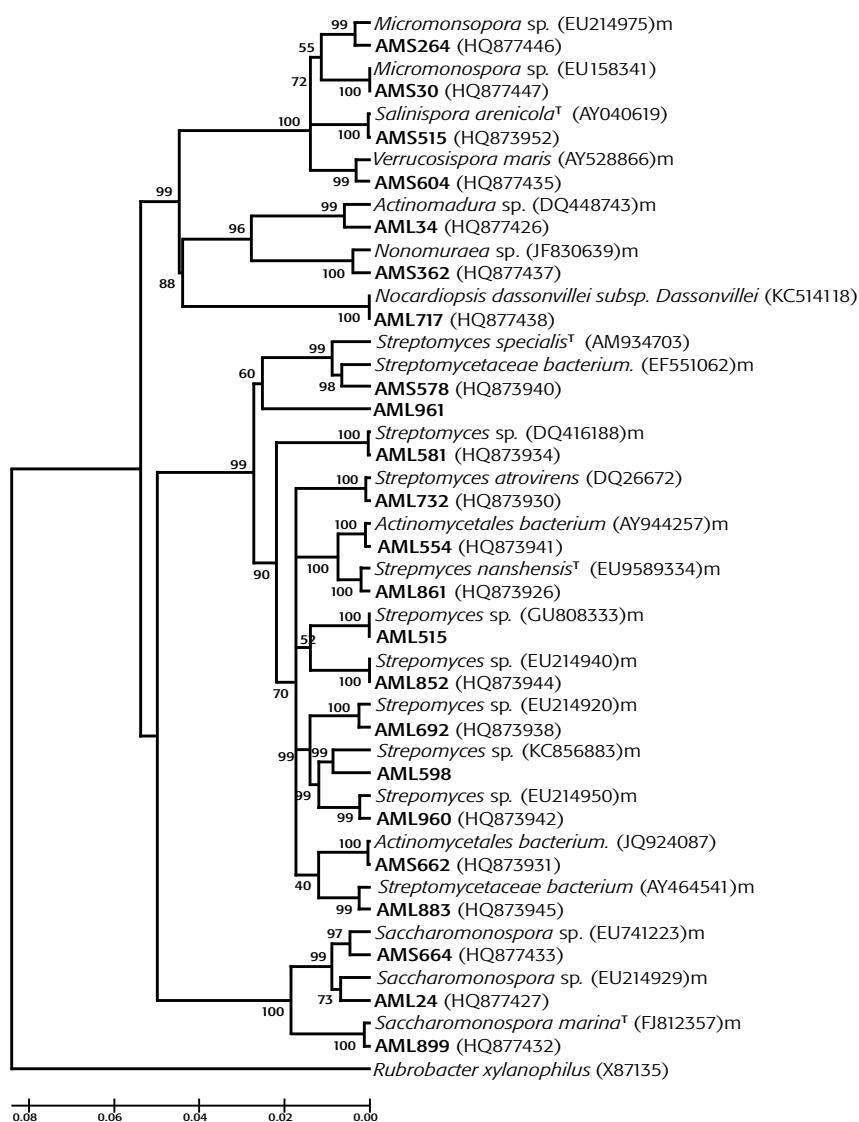 99 Micromonsopora sp. (EU214975)m
55 AMS264 (HQ877446)
72 Micromonospora sp. (EU158341)
100 AMS30 (HQ877447)
100 Salinispora arenicolaᵀ (AY040619)
100 AMS515 (HQ873952)
Verrucosispora maris (AY528866)m
99 99 AMS604 (HQ877435)
99 Actinomadura sp. (DQ448743)m
96 AML34 (HQ877426)
Nonomuraea sp. (JF830639)m
100 AMS362 (HQ877437)
88 Nocardiopsis dassonvillei subsp. Dassonvillei (KC514118)
100 AML717 (HQ877438)
99 Streptomyces specialisᵀ (AM934703)
Streptomycetaceae bacterium. (EF551062)m
60 98 AMS578 (HQ873940)
AML961
100 Streptomyces sp. (DQ416188)m
AML581 (HQ873934)
99 100 Streptomyces atrovirens (DQ26672)
AML732 (HQ873930)
100 Actinomycetales bacterium (AY944257)m
AML554 (HQ873941)
90 100 Strepmyces nanshensisᵀ (EU9589334)m
100 AML861 (HQ873926)
100 Strepomyces sp. (GU808333)m
52 AML515
Strepomyces sp. (EU214940)m
100 AML852 (HQ873944)
70 100 Strepomyces sp. (EU214920)m
AML692 (HQ873938)
99 99 Strepomyces sp. (KC856883)m
AML598
99 Strepomyces sp. (EU214950)m
99 AML960 (HQ873942)
100 Actinomycetales bacterium. (JQ924087)
AMS662 (HQ873931)
40 Streptomycetaceae bacterium (AY464541)m
99 AML883 (HQ873945)
97 Saccharomonospora sp. (EU741223)m
99 AMS664 (HQ877433)
Saccharomonospora sp. (EU214929)m
73 AML24 (HQ877427)
100 Saccharomonospora marinaᵀ (FJ812357)m
100 AML899 (HQ877432)
Rubrobacter xylanophilus (X87135)
0.08 0.06 0.04 0.02 0.00